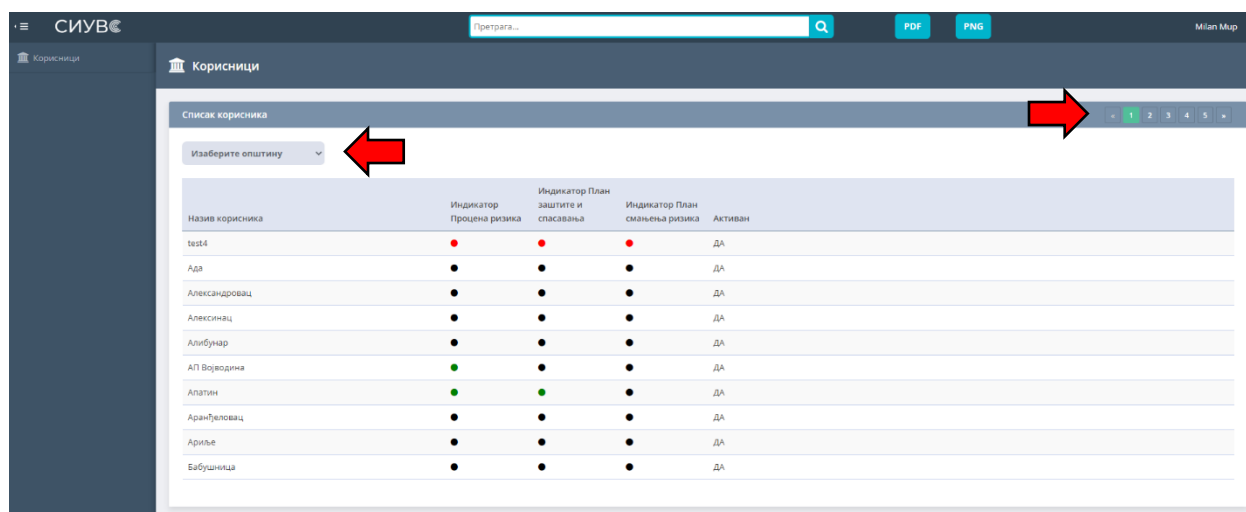 СИУВС
Претрага...
PDF
PNG
Milan Mup
Корисници
Корисници
Списак корисника
« 1 2 3 4 5 »
Изаберите општину
Назив корисника
Индикатор
Процена ризика
Индикатор План
заштите и
спасавања
Индикатор План
смањења ризика
Активан
test4 ДА
Ада ДА
Александровац ДА
Алексинац ДА
Алибунар ДА
АП Војводина ДА
Апатин ДА
Аранђеловац ДА
Ариље ДА
Бабушница ДА